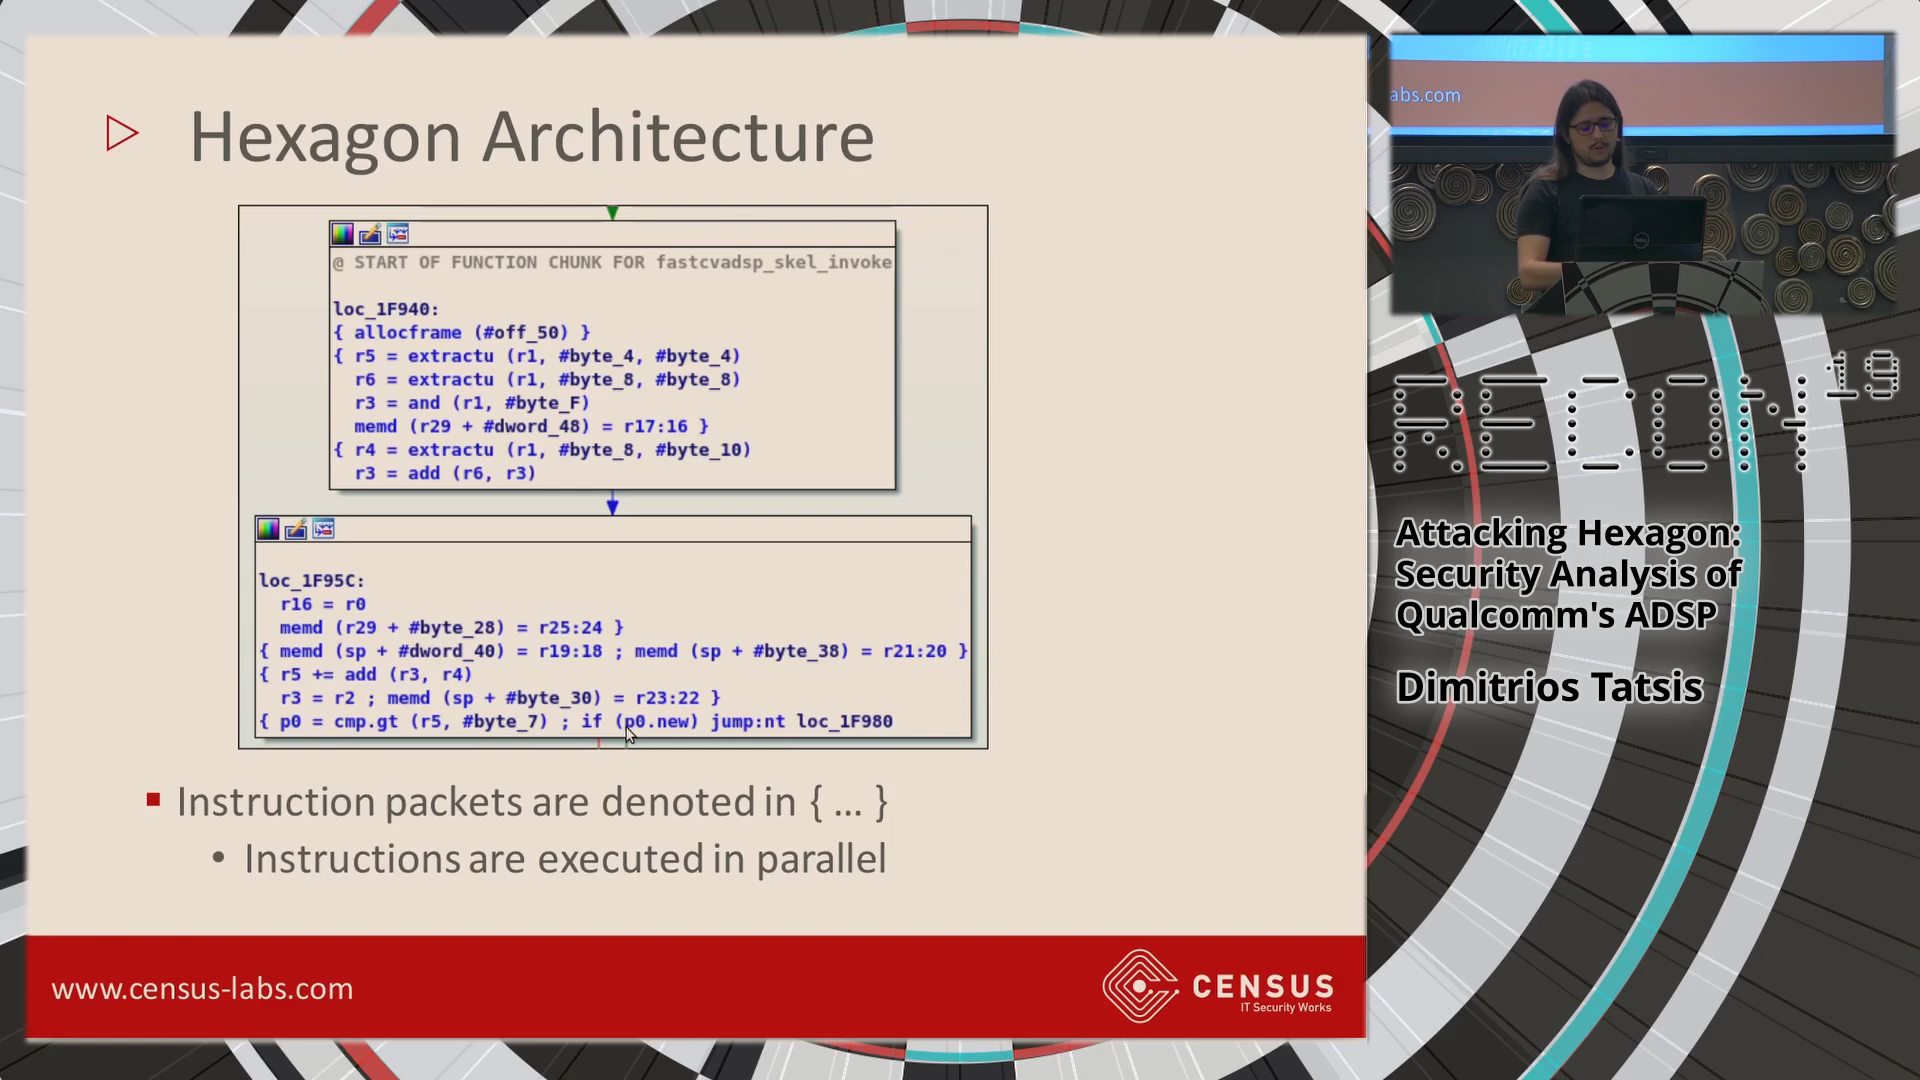 Hexagon Architecture
@ START OF FUNCTION CHUNK FOR fastcvadsp_skel_invoke
loc_1F940:
{ allocframe (#off_50) }
{ r5 = extractu (r1, #byte_4, #byte_4)
r6 = extractu (r1, #byte_8, #byte_8)
r3 = and (r1, #byte_F)
memd (r29 + #dword_48) = r17:16 }
{ r4 = extractu (r1, #byte_8, #byte_10)
r3 = add (r6, r3)
loc_1F95C:
r16 = r0
memd (r29 + #byte_28) = r25:24 }
{ memd (sp + #dword_40) = r19:18 ; memd (sp + #byte_38) = r21:20 }
{ r5 += add (r3, r4)
r3 = r2 ; memd (sp + #byte_30) = r23:22 }
{ p0 = cmp.gt (r5, #byte_7) ; if (p0.new) jump:nt loc_1F980
Instruction packets are denoted in { ... }
• Instructions are executed in parallel
www.census-labs.com
CENSUS
IT Security Works
abs.com
RECON19
Attacking Hexagon:
Security Analysis of
Qualcomm's ADSP
Dimitrios Tatsis